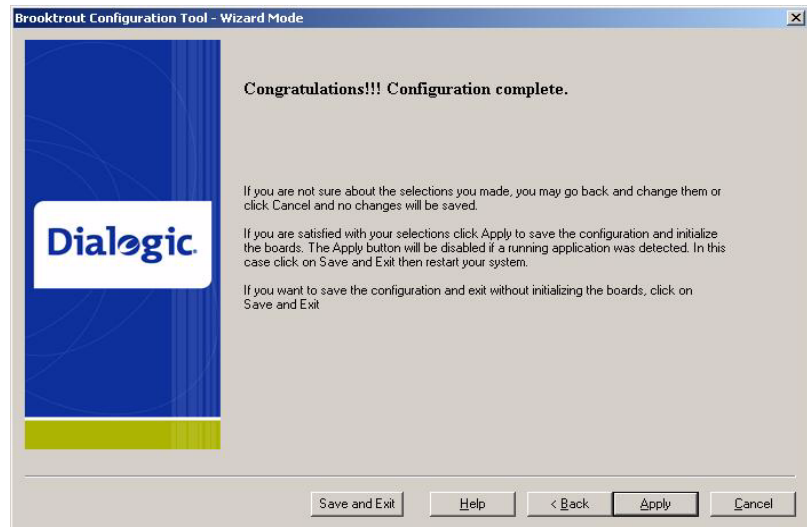 Brooktrout Configuration Tool - Wizard Mode
Congratulations!!! Configuration complete.
If you are not sure about the selections you made, you may go back and change them or
click Cancel and no changes will be saved.
If you are satisfied with your selections click Apply to save the configuration and initialize
the boards. The Apply button will be disabled if a running application was detected. In this
case click on Save and Exit then restart your system.
If you want to save the configuration and exit without initializing the boards, click on
Save and Exit
Dialogic.
Save and Exit
Help
< Back
Apply
Cancel